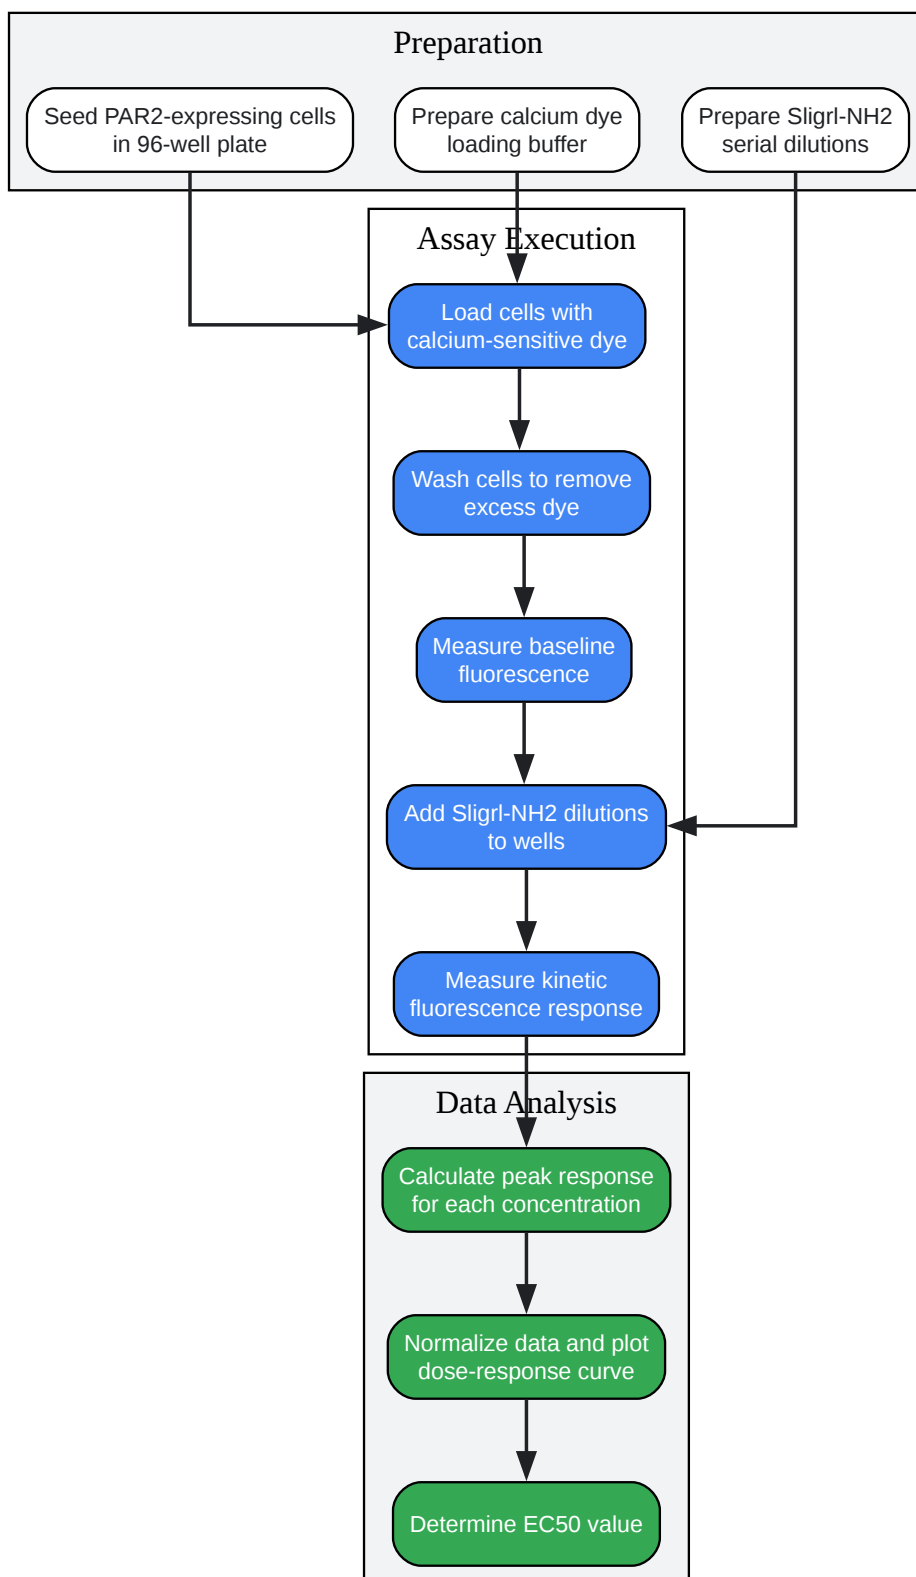 Preparation
Seed PAR2-expressing cells
in 96-well plate
Prepare calcium dye
loading buffer
Prepare Sligrl-NH2
serial dilutions
Assay Execution
Load cells with
calcium-sensitive dye
Wash cells to remove
excess dye
Measure baseline
fluorescence
Add Sligrl-NH2 dilutions
to wells
Measure kinetic
fluorescence response
Data Analysis
Calculate peak response
for each concentration
Normalize data and plot
dose-response curve
Determine EC50 value